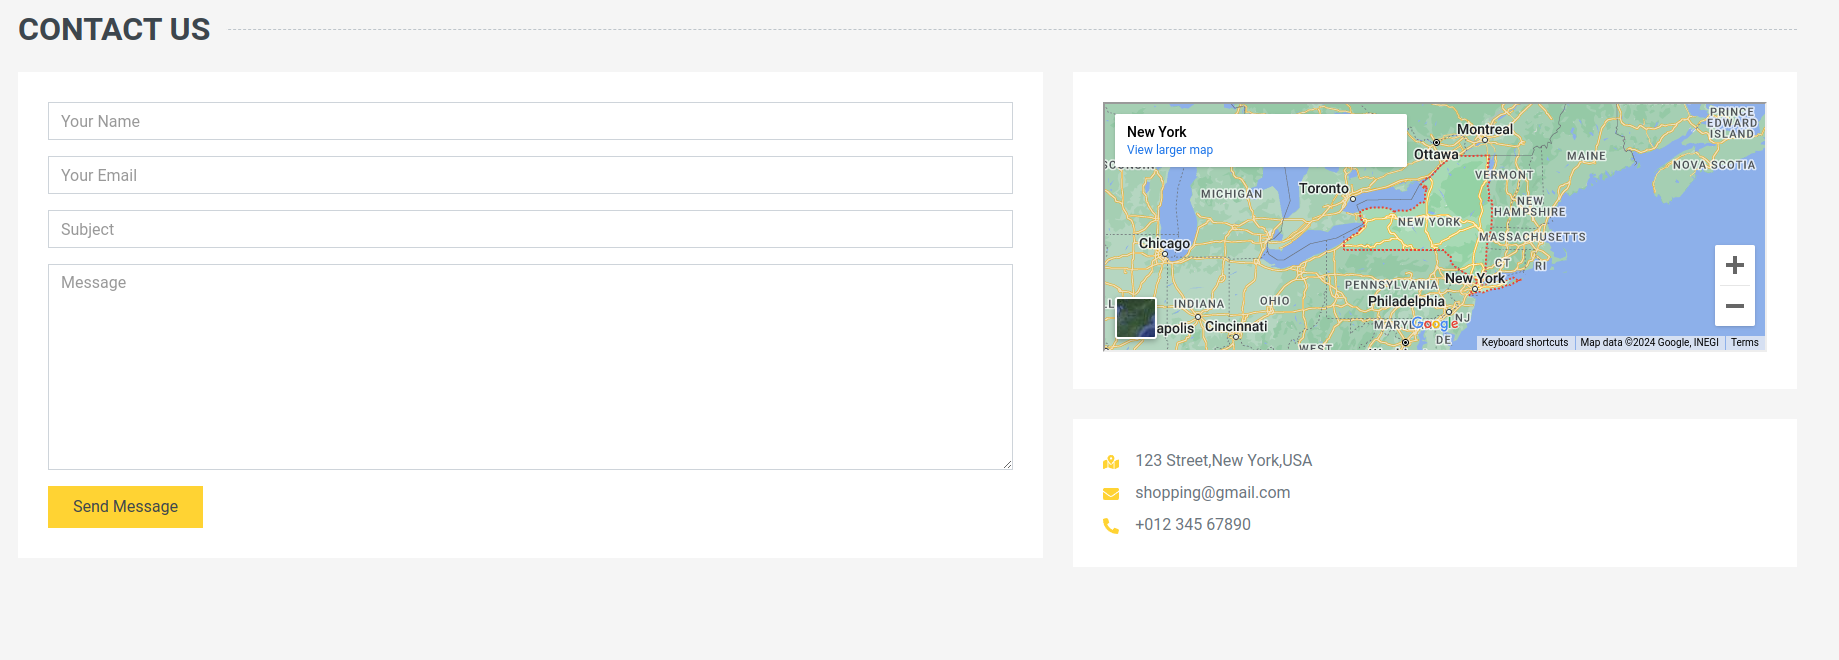 CONTACT US
Your Name
Your Email
Subject
Message
Send Message
New York
View larger map
Montreal
Ottawa
PRINCE
EDWARD
ISLAND
MAINE
NOVA SCOTIA
VERMONT
MICHIGAN
Toronto
NEW
HAMPSHIRE
NEW YORK
MASSACHUSETTS
Chicago
CT
RI
New York
PENNSYLVANIA
Philadelphia
INDIANA
OHIO
NJ
apolis
Cincinnati
Google
DE
WEST
Keyboard shortcuts
Map data ©2024 Google, INEGI
Terms
123 Street,New York,USA
shopping@gmail.com
+012 345 67890